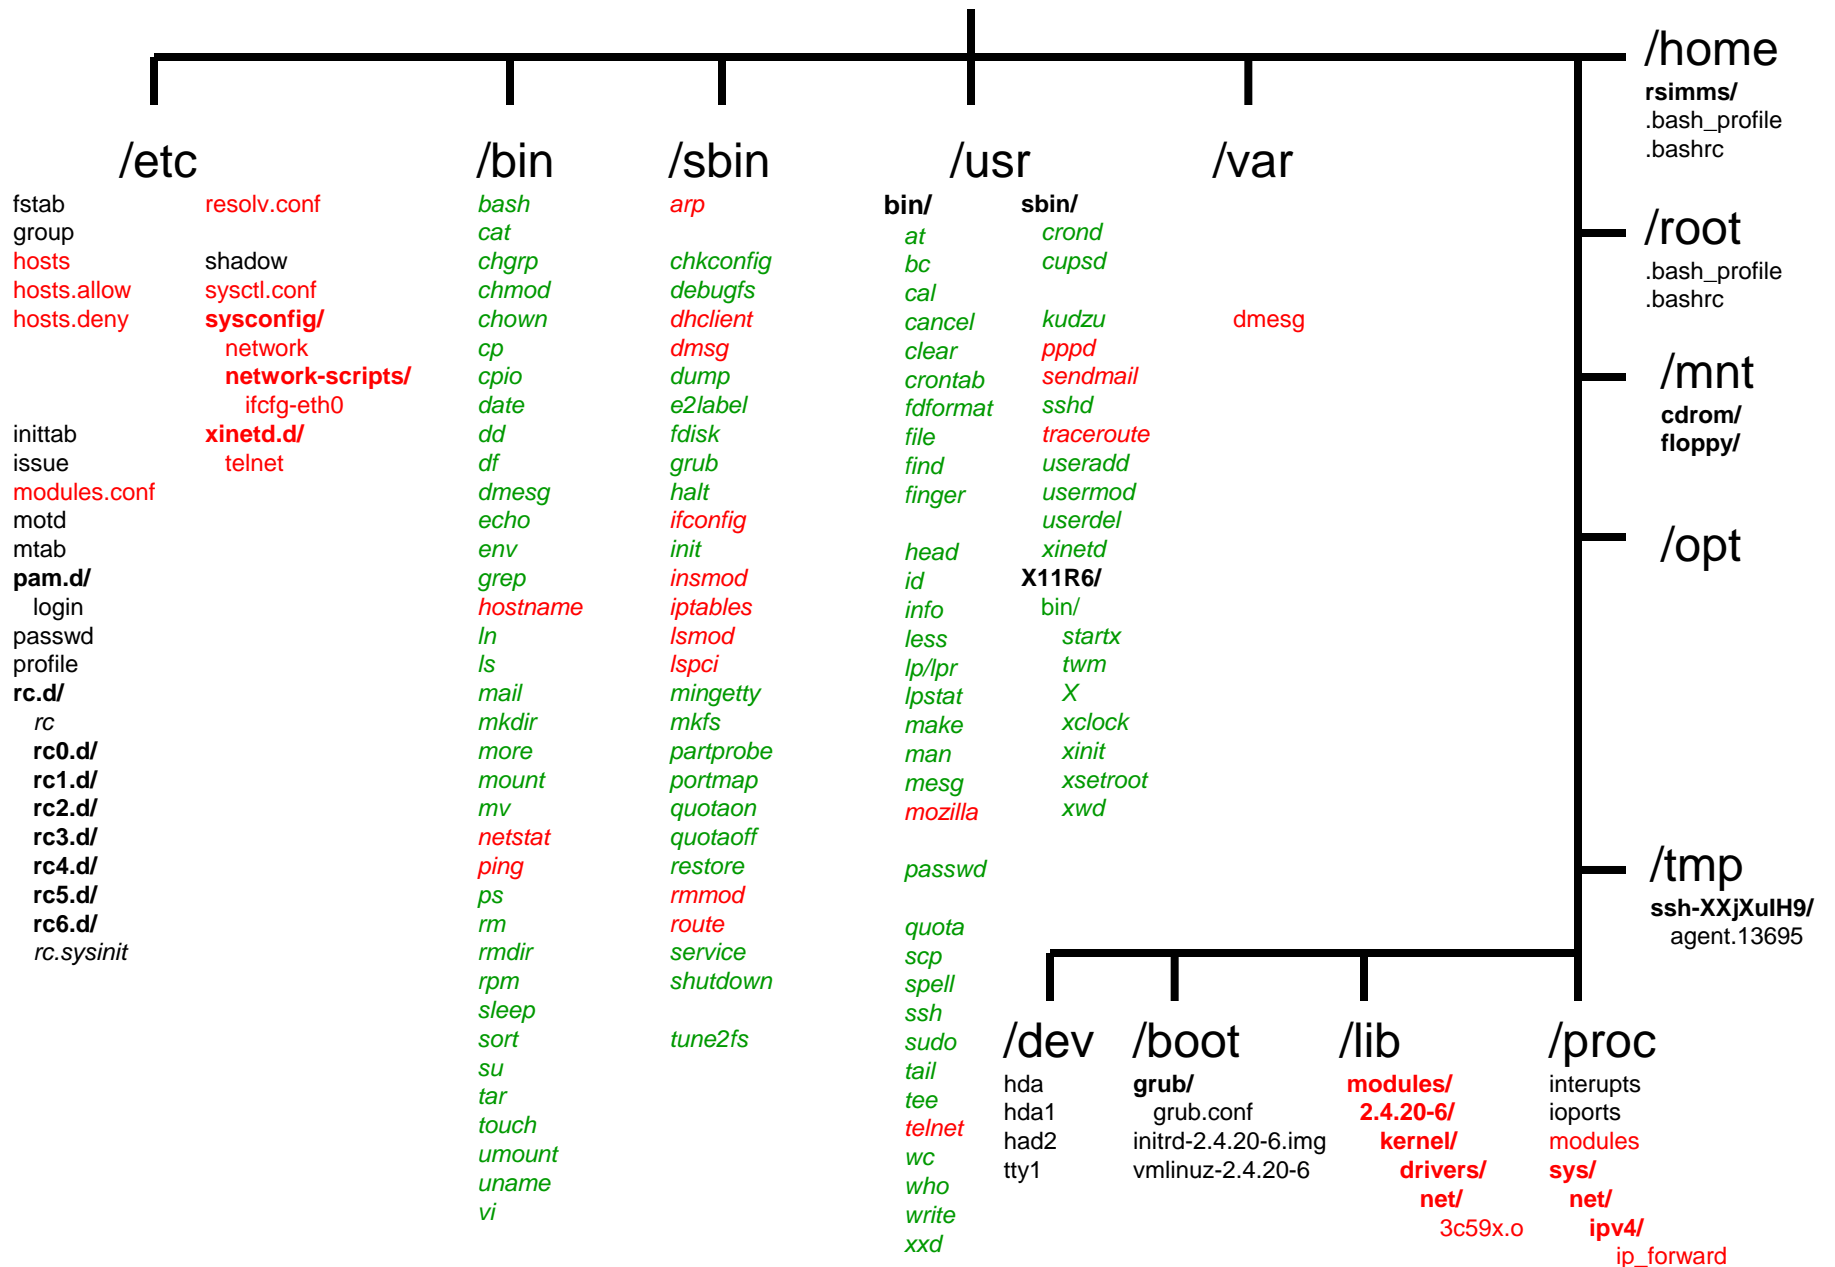 /etc
fstab
group
hosts
hosts.allow
hosts.deny
inittab
issue
modules.conf
motd
mtab
pam.d/
login
passwd
profile
rc.d/
rc
rc0.d/
rc1.d/
rc2.d/
rc3.d/
rc4.d/
rc5.d/
rc6.d/
rc.sysinit
resolv.conf
shadow
sysctl.conf
sysconfig/
network
network-scripts/
ifcfg-eth0
xinetd.d/
telnet
/bin
bash
cat
chgrp
chmod
chown
cp
cpio
date
dd
df
dmesg
echo
env
grep
hostname
ln
ls
mail
mkdir
more
mount
mv
netstat
ping
ps
rm
rmdir
rpm
sleep
sort
su
tar
touch
umount
uname
vi
/sbin
arp
chkconfig
debugfs
dhclient
dmsg
dump
e2label
fdisk
grub
halt
ifconfig
init
insmod
iptables
lsmod
lspci
mingetty
mkfs
partprobe
portmap
quotaon
quotaoff
restore
rmmod
route
service
shutdown
tune2fs
/usr
bin/
at
bc
cal
cancel
clear
crontab
fdformat
file
find
finger
head
id
info
less
lp/lpr
lpstat
make
man
mesg
mozilla
passwd
quota
scp
spell
ssh
sudo
tail
tee
telnet
wc
who
write
xxd
sbin/
crond
cupsd
kudzu
pppd
sendmail
sshd
traceroute
useradd
usermod
userdel
xinetd
X11R6/
bin/
startx
twm
X
xclock
xinit
xsetroot
xwd
/var
dmesg
/home
rsimms/
.bash_profile
.bashrc
/root
.bash_profile
.bashrc
/mnt
cdrom/
floppy/
/opt
/tmp
ssh-XXjXuIH9/
agent.13695
/dev
hda
hda1
had2
tty1
/boot
grub/
grub.conf
initrd-2.4.20-6.img
vmlinuz-2.4.20-6
/lib
modules/
2.4.20-6/
kernel/
drivers/
net/
3c59x.o
/proc
interupts
ioports
modules
sys/
net/
ipv4/
ip_forward